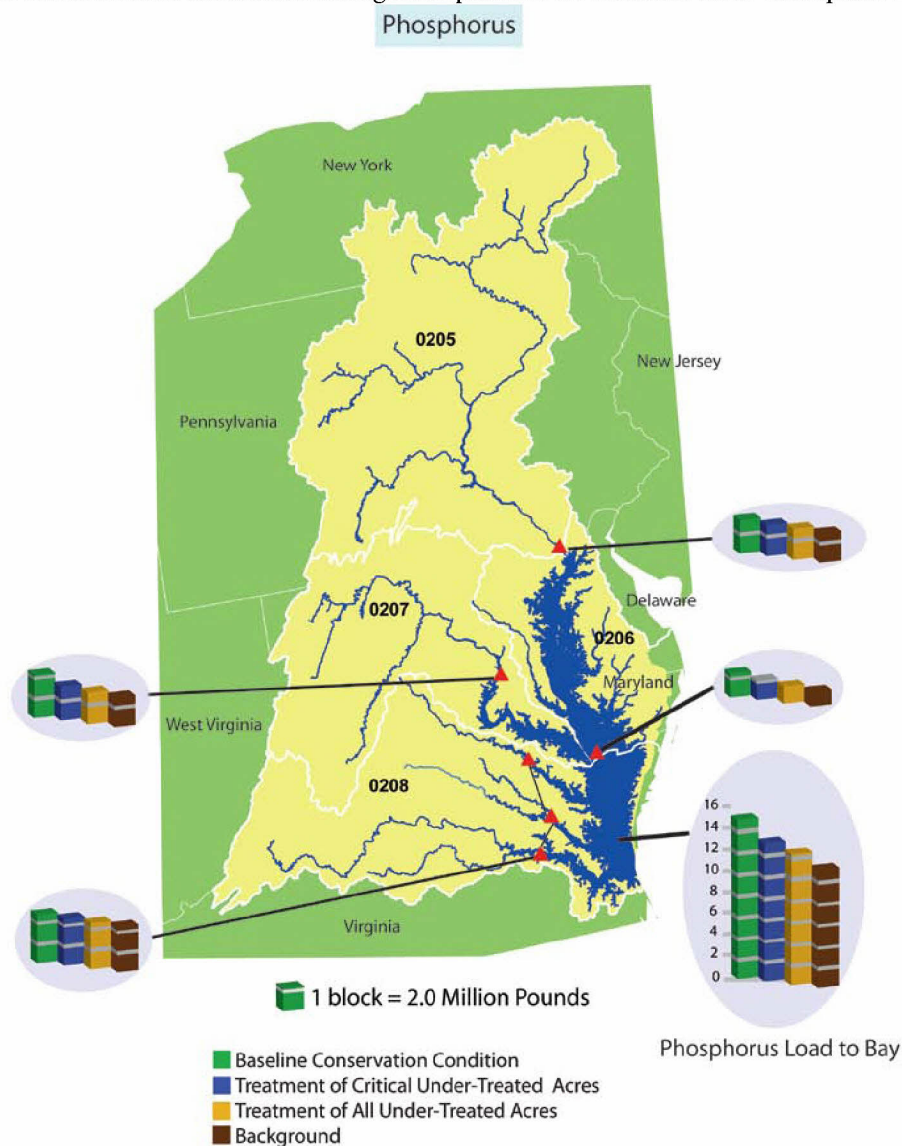 Phosphorus
New York
0205
New Jersey
Pennsylvania
Delaware
0207
0206
Maryland
West Virginia
0208
16
14
12
10
8
6
4
2
0
Virginia
1 block = 2.0 Million Pounds
Phosphorus Load to Bay
Baseline Conservation Condition
Treatment of Critical Under-Treated Acres
Treatment of All Under-Treated Acres
Background